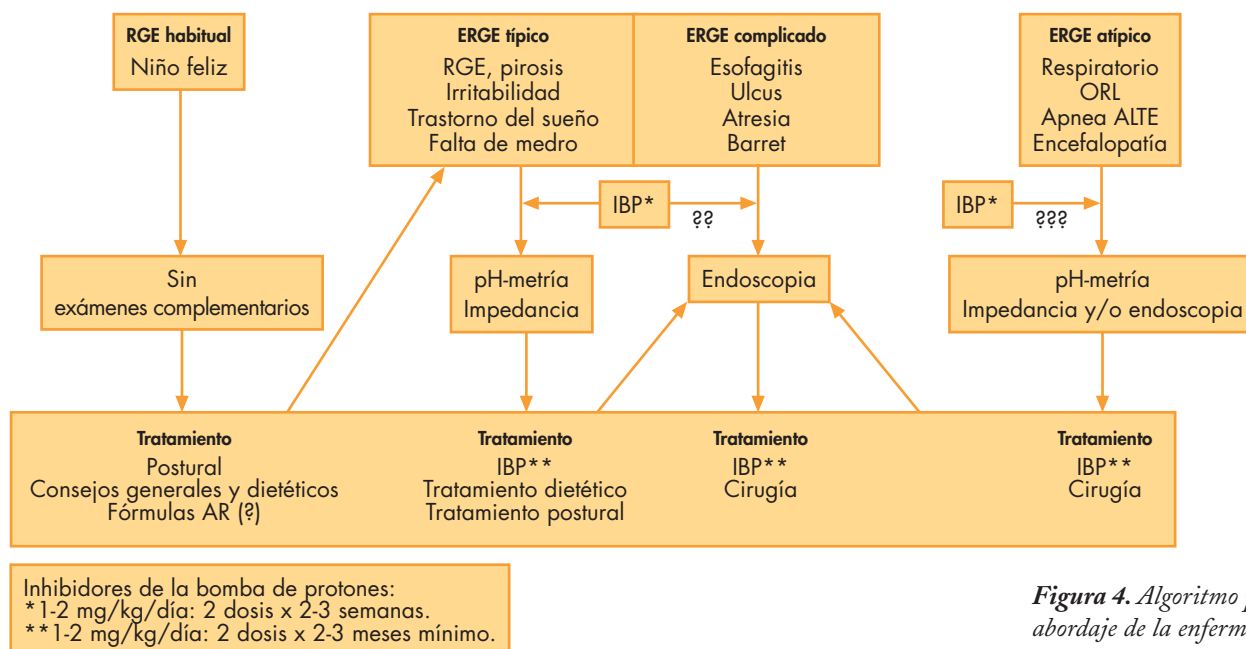 RGE habitual
Niño feliz
ERGE típico
RGE, pirosis
Irritabilidad
Trastorno del sueño
Falta de medro
ERGE complicado
Esofagitis
Ulcus
Atresia
Barret
ERGE atípico
Respiratorio
ORL
Apnea ALTE
Encefalopatía
IBP*
??
IBP*
???
Sin
exámenes complementarios
pH-metría
Impedancia
Endoscopia
pH-metría
Impedancia y/o endoscopia
Tratamiento
Postural
Consejos generales y dietéticos
Fórmulas AR (?)
Tratamiento
IBP**
Tratamiento dietético
Tratamiento postural
Tratamiento
IBP**
Cirugía
Tratamiento
IBP**
Cirugía
Inhibidores de la bomba de protones:
*1-2 mg/kg/día: 2 dosis x 2-3 semanas.
**1-2 mg/kg/día: 2 dosis x 2-3 meses mínimo.
Figura 4. Algoritmo
abordaje de la